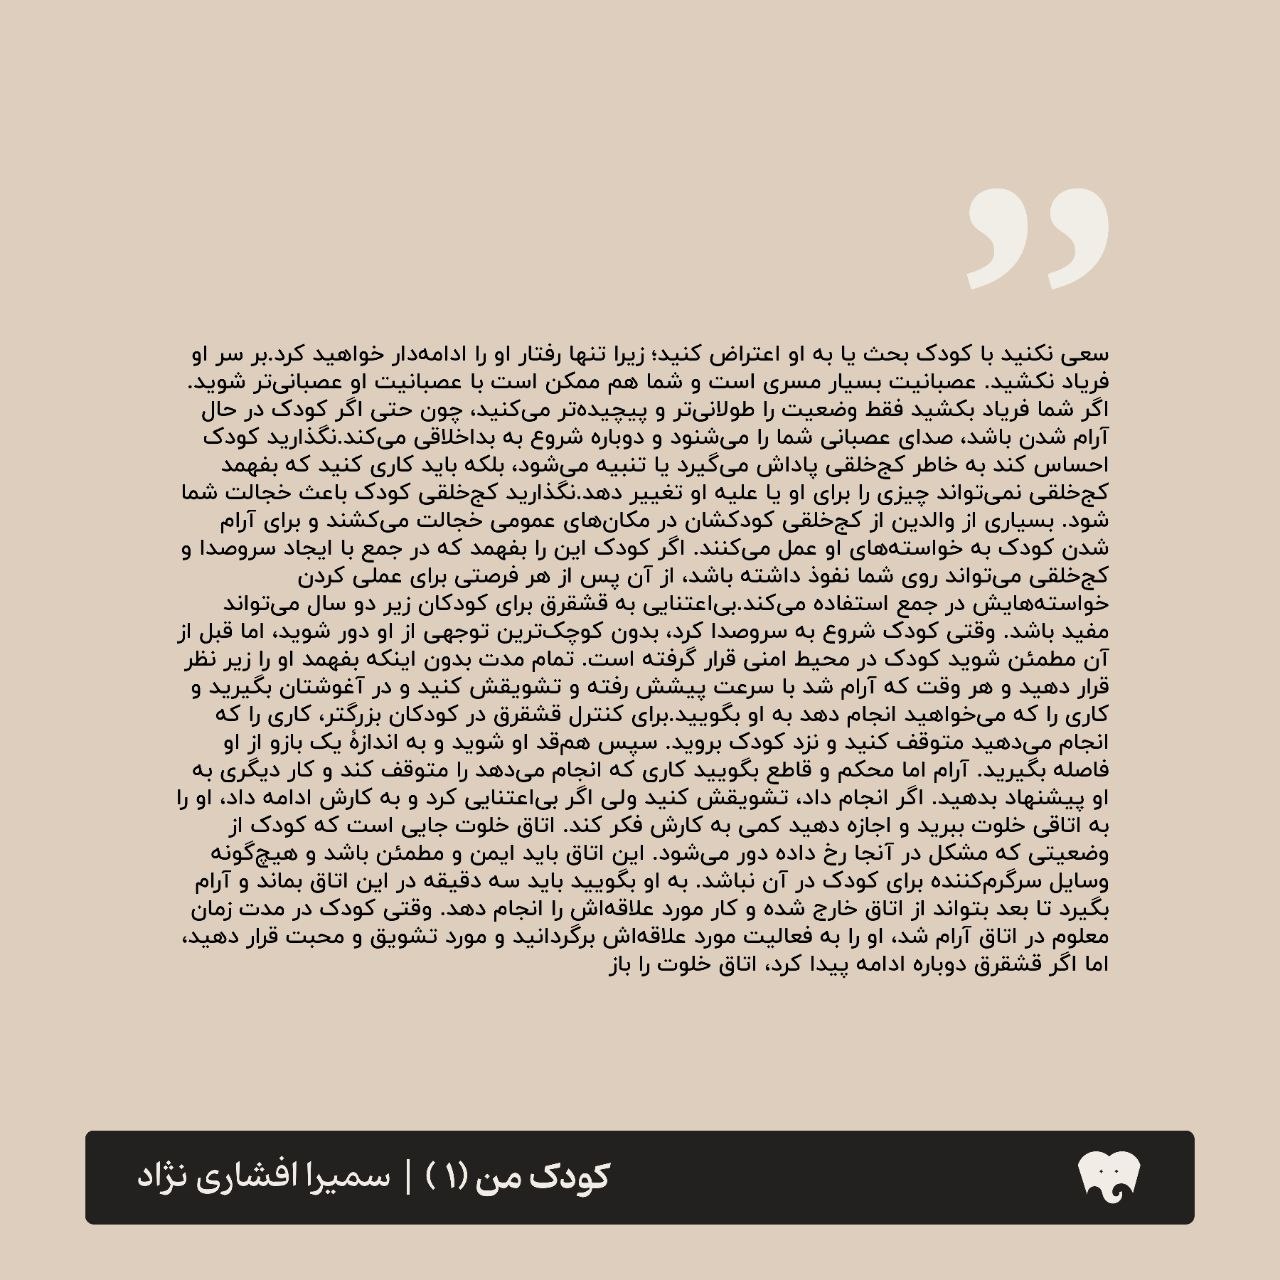 سعی نکنید با کودک بحث یا به او اعتراض کنید؛ زیرا تنها رفتار او را ادامه‌دار خواهید کرد.بر سر او
فریاد نکشید. عصبانیت بسیار مسری است و شما هم ممکن است با عصبانیت او عصبانی‌تر شوید.
اگر شما فریاد بکشید فقط وضعیت را طولانی‌تر و پیچیده‌تر می‌کنید، چون حتی اگر کودک در حال
آرام شدن باشد، صدای عصبانی شما را می‌شنود و دوباره شروع به بداخلاقی می‌کند.نگذارید کودک
احساس کند به خاطر کج‌خلقی پاداش می‌گیرد یا تنبیه می‌شود، بلکه باید کاری کنید که بفهمد
کج‌خلقی نمی‌تواند چیزی را برای او یا علیه او تغییر دهد.نگذارید کج‌خلقی کودک باعث خجالت شما
شود. بسیاری از والدین از کج‌خلقی کودکشان در مکان‌های عمومی خجالت می‌کشند و برای آرام
شدن کودک به خواسته‌های او عمل می‌کنند. اگر کودک این را بفهمد که در جمع با ایجاد سروصدا و
کج‌خلقی می‌تواند روی شما نفوذ داشته باشد، از آن پس از هر فرصتی برای عملی کردن
خواسته‌هایش در جمع استفاده می‌کند.بی‌اعتنایی به قشقرق برای کودکان زیر دو سال می‌تواند
مفید باشد. وقتی کودک شروع به سروصدا کرد، بدون کوچک‌ترین توجهی از او دور شوید، اما قبل از
آن مطمئن شوید کودک در محیط امنی قرار گرفته است. تمام مدت بدون اینکه بفهمد او را زیر نظر
قرار دهید و هر وقت که آرام شد با سرعت پیشش رفته و تشویقش کنید و در آغوشتان بگیرید و
کاری را که می‌خواهید انجام دهد به او بگویید.برای کنترل قشقرق در کودکان بزرگتر، کاری را که
انجام می‌دهید متوقف کنید و نزد کودک بروید. سپس هم‌قد او شوید و به اندازهٔ یک بازو از او
فاصله بگیرید. آرام اما محکم و قاطع بگویید کاری که انجام می‌دهد را متوقف کند و کار دیگری به
او پیشنهاد بدهید. اگر انجام داد، تشویقش کنید ولی اگر بی‌اعتنایی کرد و به کارش ادامه داد، او را
به اتاقی خلوت ببرید و اجازه دهید کمی به کارش فکر کند. اتاق خلوت جایی است که کودک از
وضعیتی که مشکل در آنجا رخ داده دور می‌شود. این اتاق باید ایمن و مطمئن باشد و هیچ‌گونه
وسایل سرگرم‌کننده برای کودک در آن نباشد. به او بگویید باید سه دقیقه در این اتاق بماند و آرام
بگیرد تا بعد بتواند از اتاق خارج شده و کار مورد علاقه‌اش را انجام دهد. وقتی کودک در مدت زمان
معلوم در اتاق آرام شد، او را به فعالیت مورد علاقه‌اش برگردانید و مورد تشویق و محبت قرار دهید،
اما اگر قشقرق دوباره ادامه پیدا کرد، اتاق خلوت را باز
کودک من (۱) | سمیرا افشاری نژاد